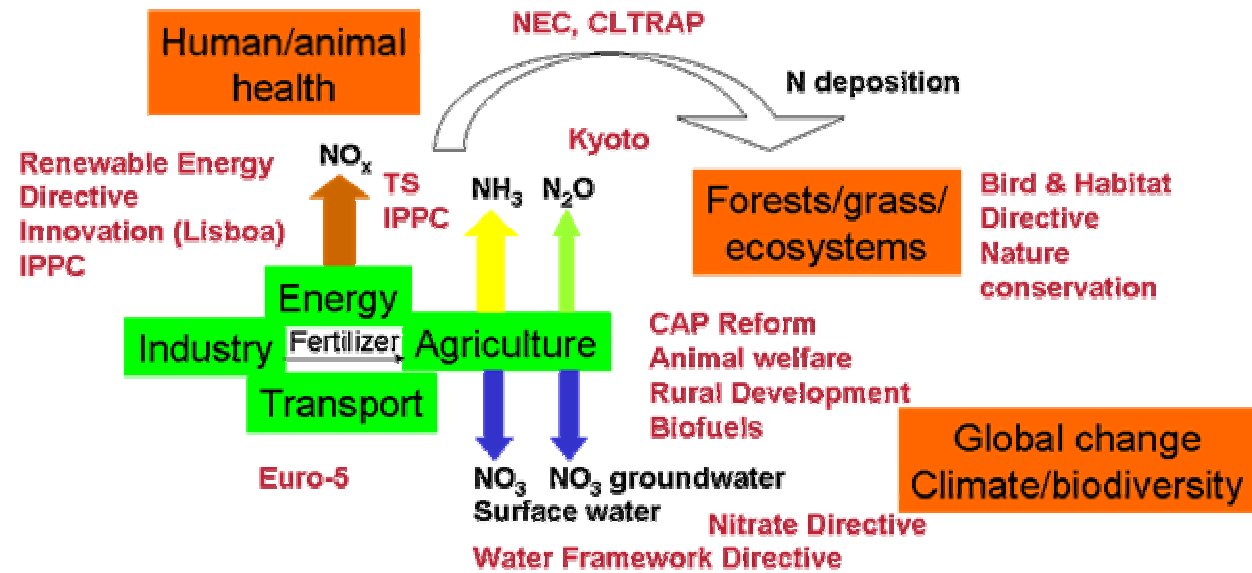 NEC, CLTRAP
Human/animal
health
N deposition
Kyoto
Renewable Energy
Directive
Innovation (Lisboa)
IPPC
NOx
TS
IPPC
NH3
N2O
Forests/grass/
ecosystems
Bird & Habitat
Directive
Nature
conservation
Energy
Industry
Fertilizer
Agriculture
Transport
CAP Reform
Animal welfare
Rural Development
Biofuels
Global change
Climate/biodiversity
Euro-5
NO3
NO3 groundwater
Surface water
Nitrate Directive
Water Framework Directive